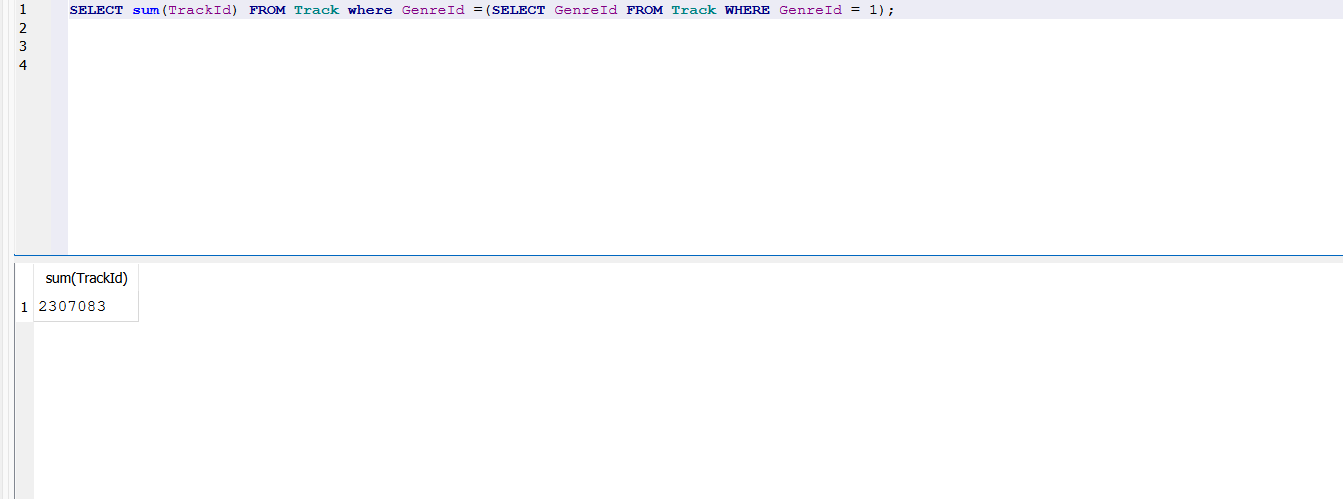 1 SELECT sum(TrackId) FROM Track where GenreId =(SELECT GenreId FROM Track WHERE GenreId = 1);
2
3
4
sum(TrackId)
1 2307083